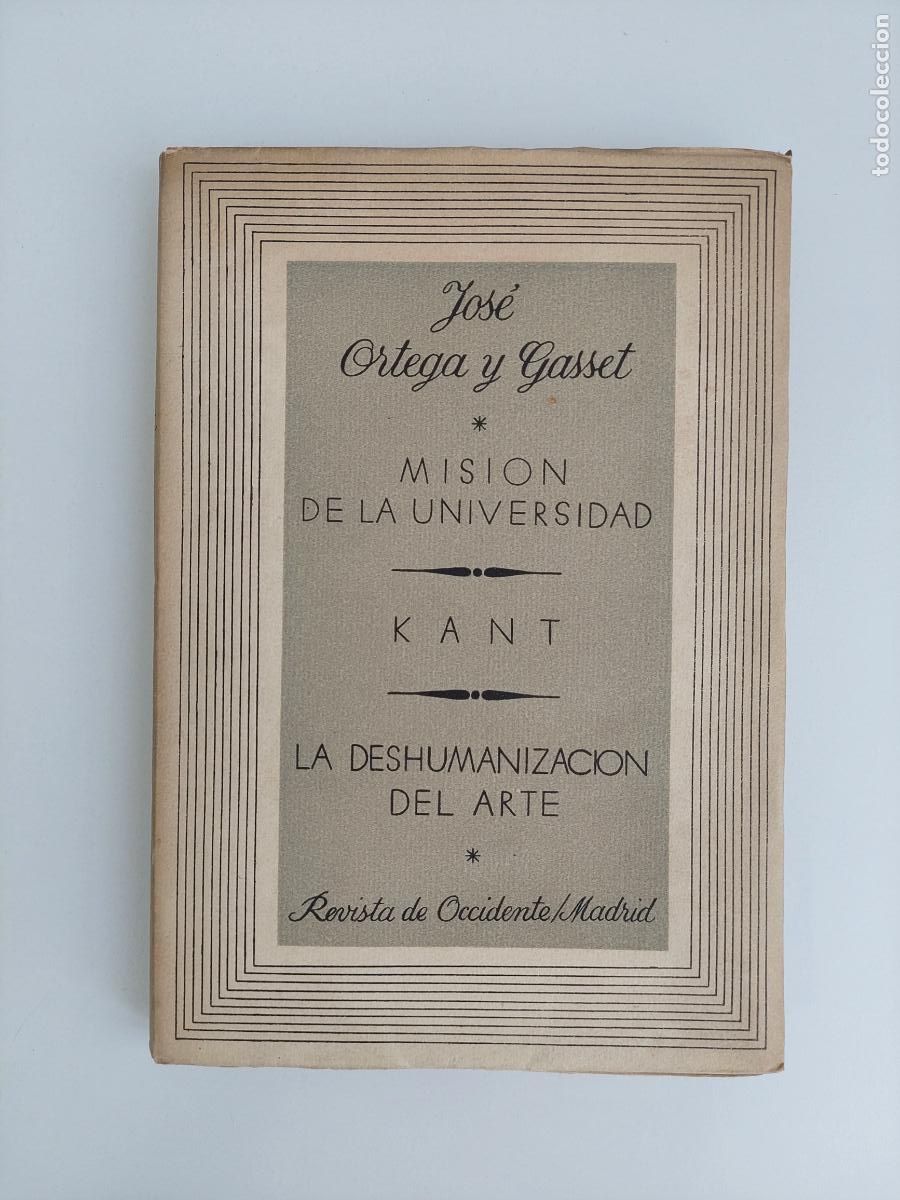 José
Ortega y Gasset
*
MISION
DE LA UNIVERSIDAD
KANT
LA DESHUMANIZACION
DEL ARTE
*
Revista de Occidente/Madrid
todocoleccion